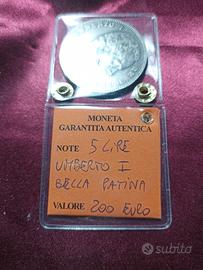 MONETA
GARANTITA AUTENTICA
NOTE 5 LIRE
UMBERTO I
BELLA PATINA
VALORE 200 EURO
subito